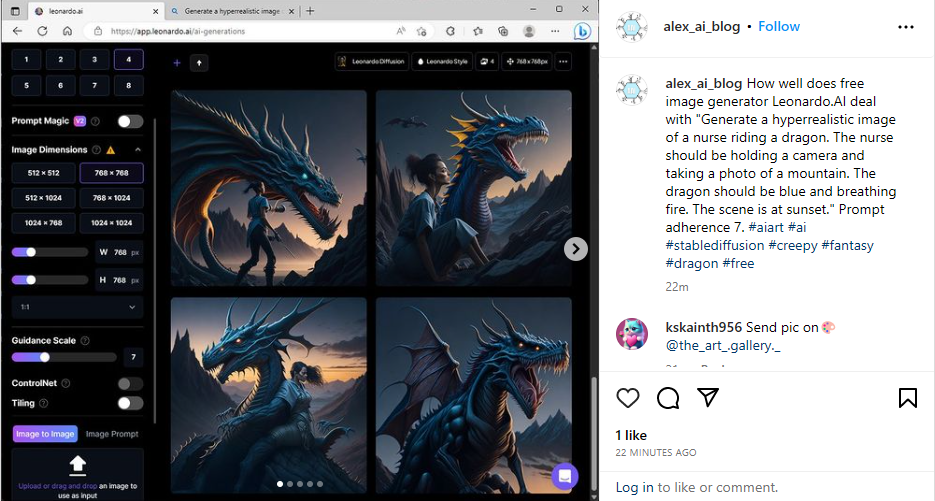 leonardo.ai
Generate a hyperrealistic image
https://app.leonardo.ai/ai-generations
1 2 3 4
5 6 7 8
Leonardo Diffusion
Leonardo Style
4
768 x 768px
Prompt Magic V3
Image Dimensions
512 × 512
768 × 768
512 × 1024
768 × 1024
1024 × 768
1024 × 1024
W 768 px
H 768 px
1:1
Guidance Scale
7
ControlNet
Tiling
Image to Image
Image Prompt
Upload or drag and drop an image to
use as input
alex_ai_blog • Follow
alex_ai_blog How well does free
image generator Leonardo.AI deal
with "Generate a hyperrealistic image
of a nurse riding a dragon. The nurse
should be holding a camera and
taking a photo of a mountain. The
dragon should be blue and breathing
fire. The scene is at sunset." Prompt
adherence 7. #aiart #ai
#stablediffusion #creepy #fantasy
#dragon #free
22m
kskainth956 Send pic on🎨
@the_art_.gallery._
1 like
22 MINUTES AGO
Log in to like or comment.